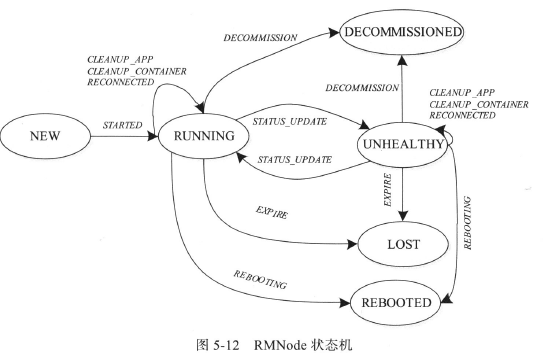 DECOMMISSIONED
DECOMMISSION
CLEANUP_APP
CLEANUP_CONTAINER
RECONNECTED
DECOMMISSION
CLEANUP_APP
CLEANUP_CONTAINER
RECONNECTED
NEW
STARTED
RUNNING
STATUS_UPDATE
UNHEALTHY
STATUS_UPDATE
EXPIRE
EXPIRE
REBOOTING
LOST
REBOOTING
REBOOTED
图 5-12 RMNode 状态机